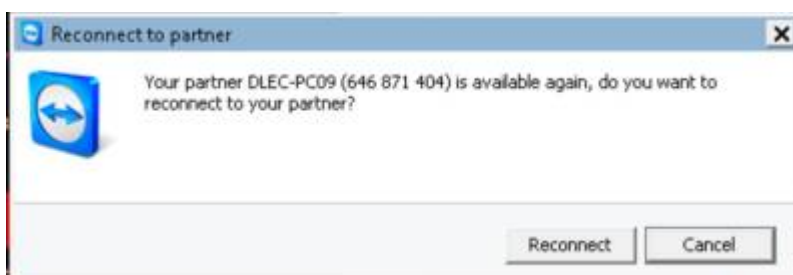 Reconnect to partner
Your partner DLEC-PC09 (646 871 404) is available again, do you want to
reconnect to your partner?
Reconnect Cancel